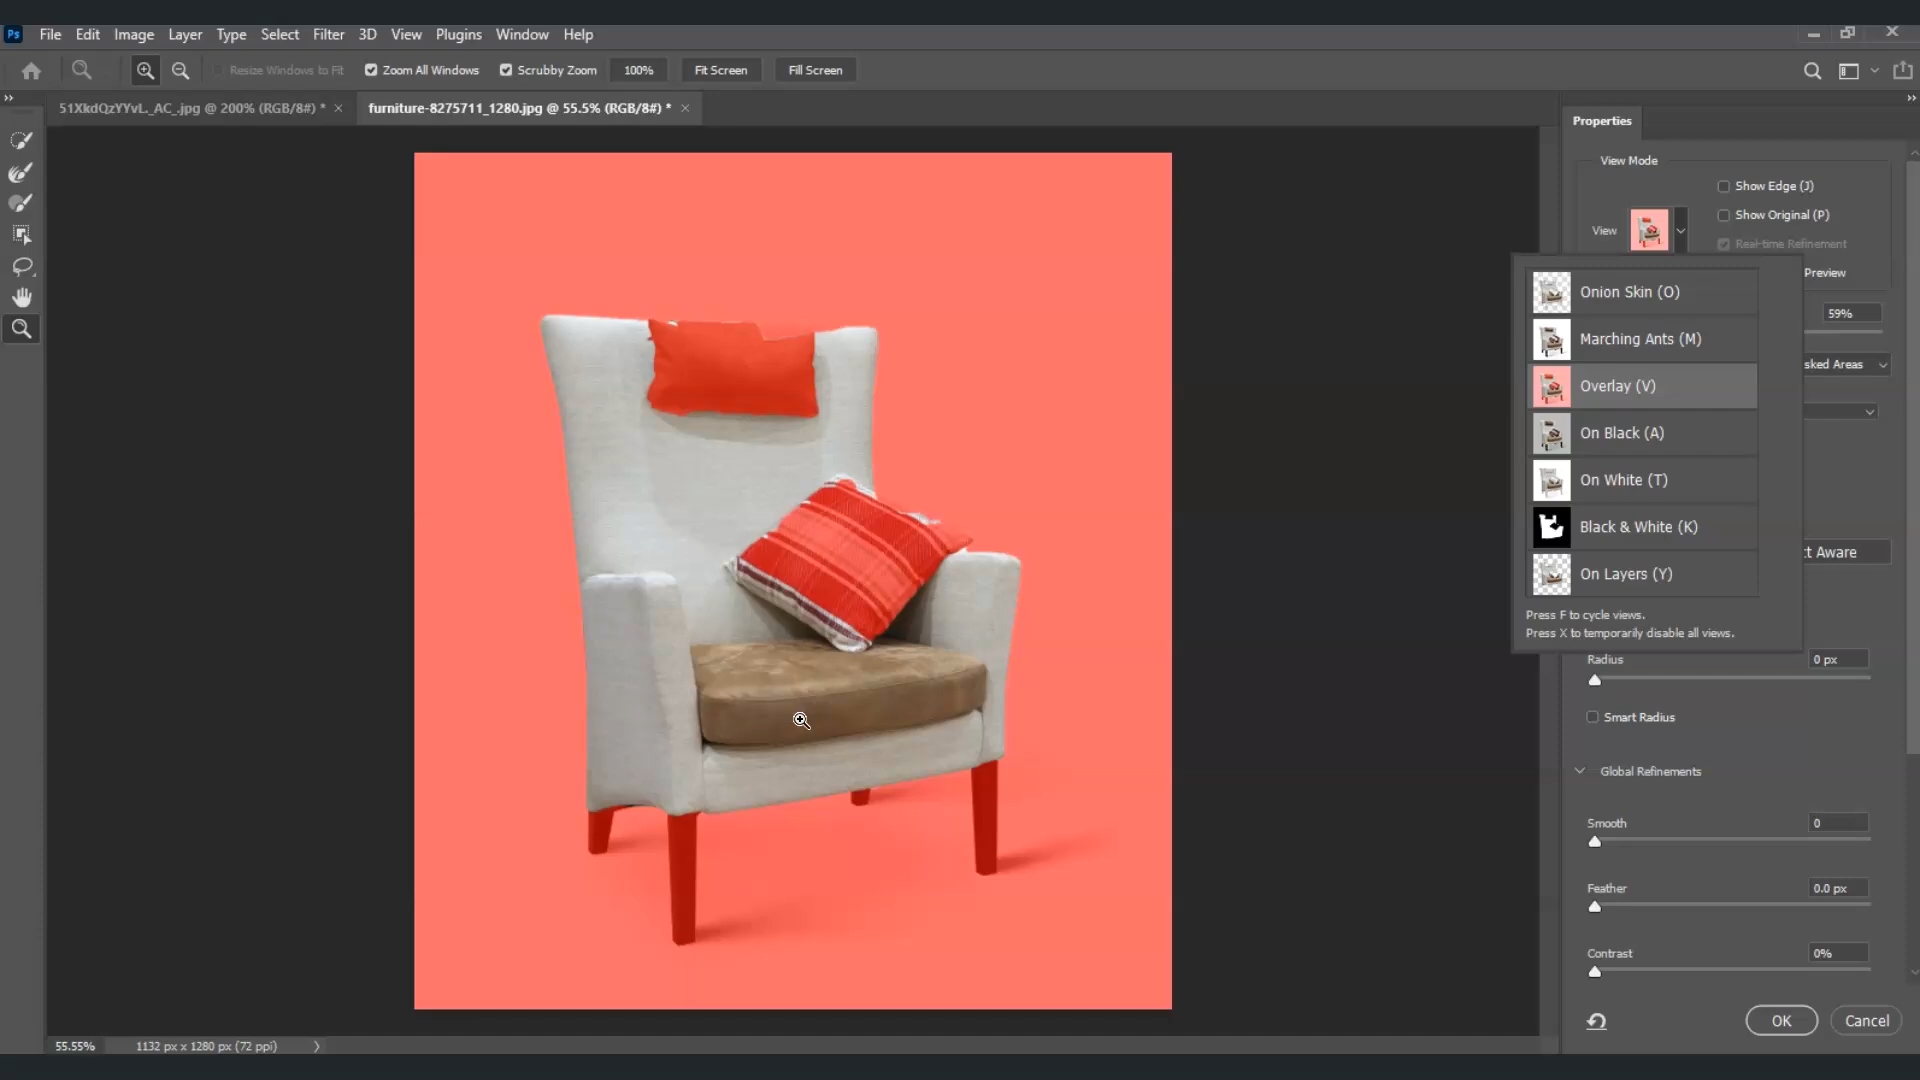 Ps File Edit Image Layer Type Select Filter 3D View Plugins Window Help
Resize Windows to Fit Zoom All Windows Scrubby Zoom 100% Fit Screen Fill Screen
51XkdQzYYvL._AC_.jpg @ 200% (RGB/8#) * furniture-8275711_1280.jpg @ 55.5% (RGB/8#) *
Properties
View Mode
Show Edge (J)
Show Original (P)
View
Real-time Refinement
Preview
Onion Skin (O)
59%
Marching Ants (M)
sked Areas
Overlay (V)
On Black (A)
On White (T)
Black & White (K)
t Aware
On Layers (Y)
Press F to cycle views.
Press X to temporarily disable all views.
Radius 0 px
Smart Radius
Global Refinements
Smooth 0
Feather 0.0 px
Contrast 0%
OK Cancel
55.55% 1132 px x 1280 px (72 ppi)